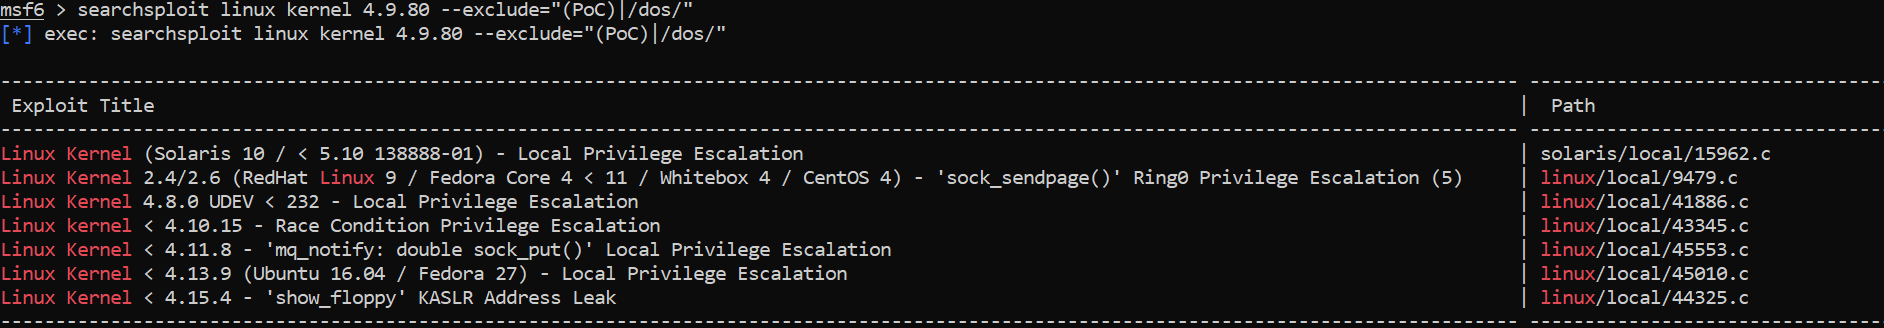 msf6 > searchsploit linux kernel 4.9.80 --exclude="(PoC)|/dos/"
[*] exec: searchsploit linux kernel 4.9.80 --exclude="(PoC)|/dos/"
Exploit Title | Path
Linux Kernel (Solaris 10 / < 5.10 138888-01) - Local Privilege Escalation | solaris/local/15962.c
Linux Kernel 2.4/2.6 (RedHat Linux 9 / Fedora Core 4 < 11 / Whitebox 4 / CentOS 4) - 'sock_sendpage()' Ring0 Privilege Escalation (5) | linux/local/9479.c
Linux Kernel 4.8.0 UDEV < 232 - Local Privilege Escalation | linux/local/41886.c
Linux kernel < 4.10.15 - Race Condition Privilege Escalation | linux/local/43345.c
Linux Kernel < 4.11.8 - 'mq_notify: double sock_put()' Local Privilege Escalation | linux/local/45553.c
Linux Kernel < 4.13.9 (Ubuntu 16.04 / Fedora 27) - Local Privilege Escalation | linux/local/45010.c
Linux Kernel < 4.15.4 - 'show_floppy' KASLR Address Leak | linux/local/44325.c